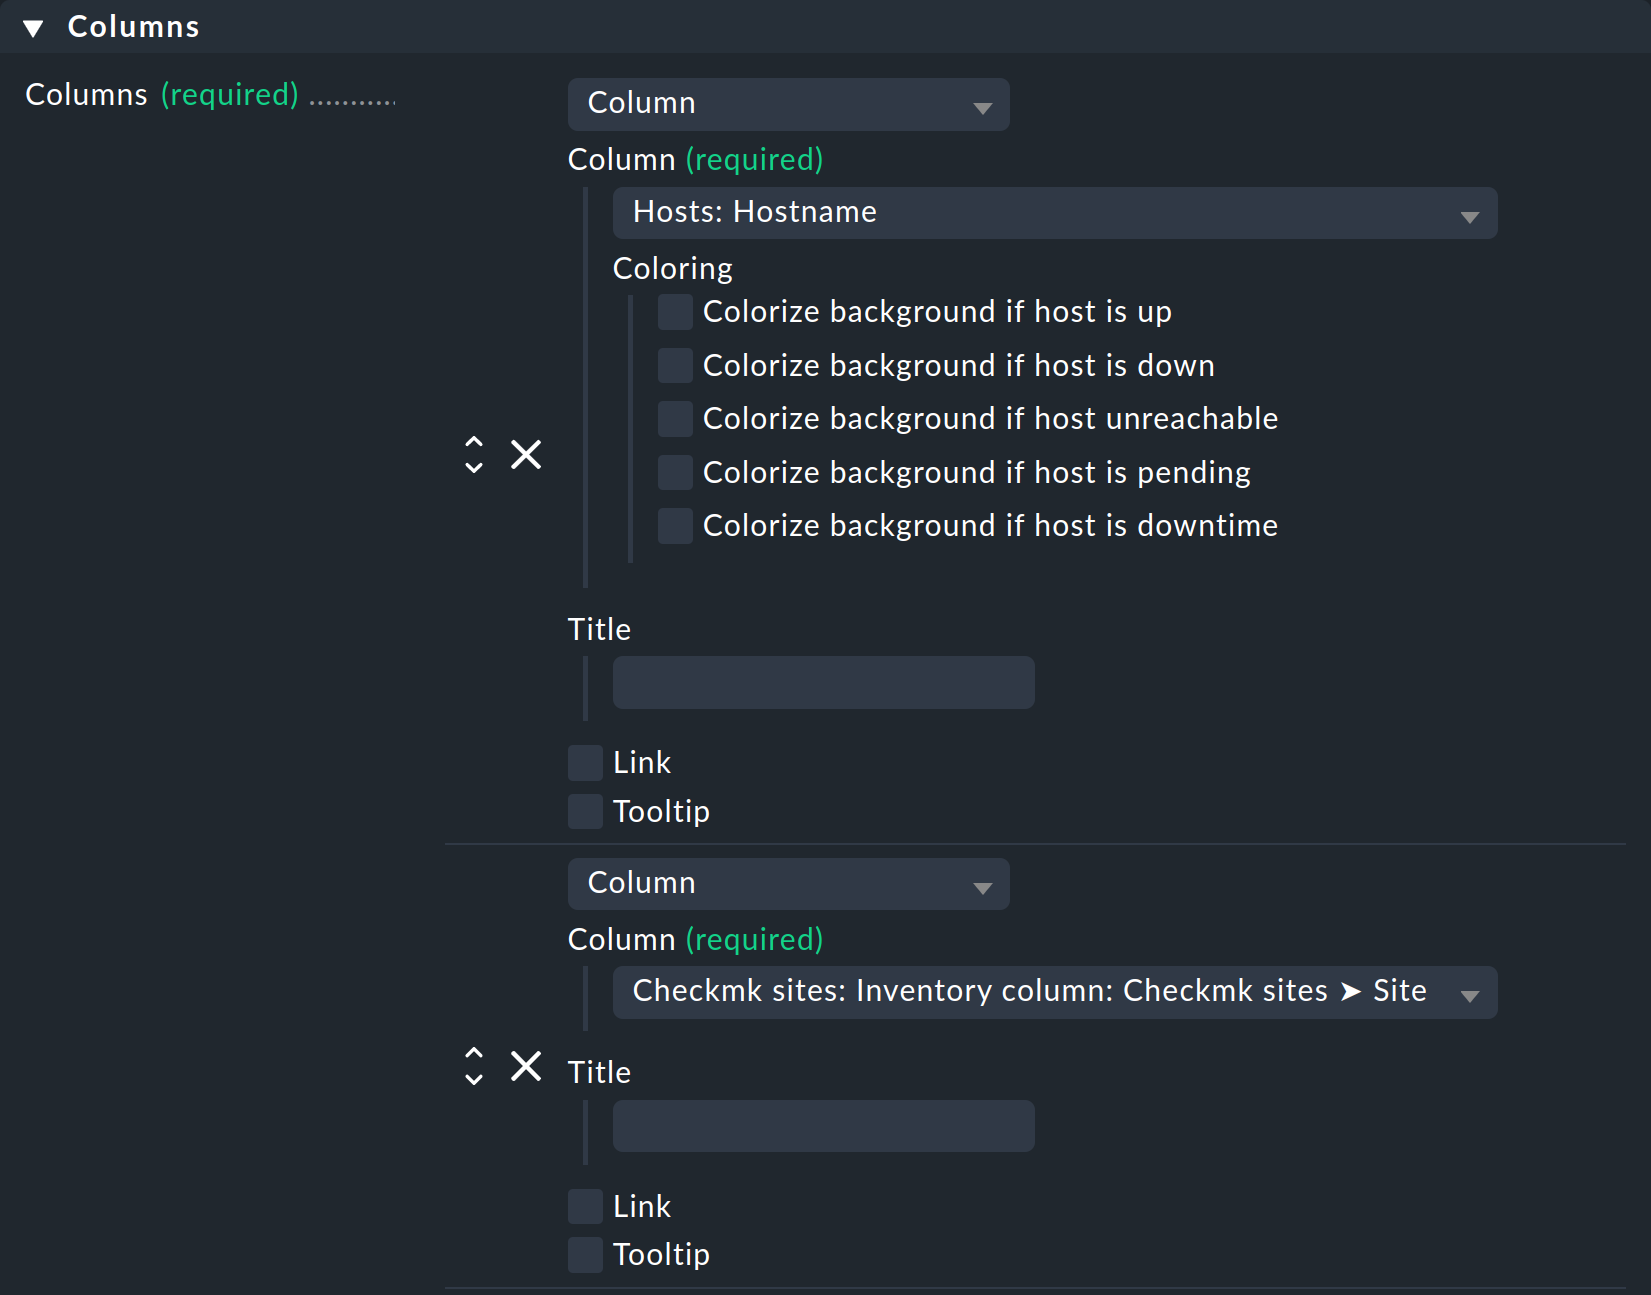 Columns
Columns (required)
Column
Column (required)
Hosts: Hostname
Coloring
Colorize background if host is up
Colorize background if host is down
Colorize background if host unreachable
Colorize background if host is pending
Colorize background if host is downtime
Title
Link
Tooltip
Column
Column (required)
Checkmk sites: Inventory column: Checkmk sites ➤ Site
Title
Link
Tooltip